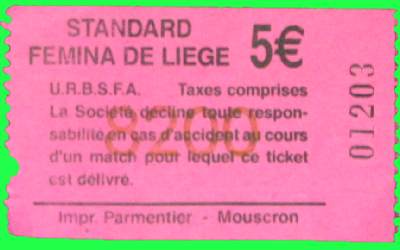 STANDARD
FEMINA DE LIEGE 5€
U.R.B.S.F.A. Taxes comprises
La Société décline toute respon-
sabilité en cas d'accident au cours
d'un match pour lequel ce ticket
est délivré.
8200
01203
Impr. Parmentier - Mouscron